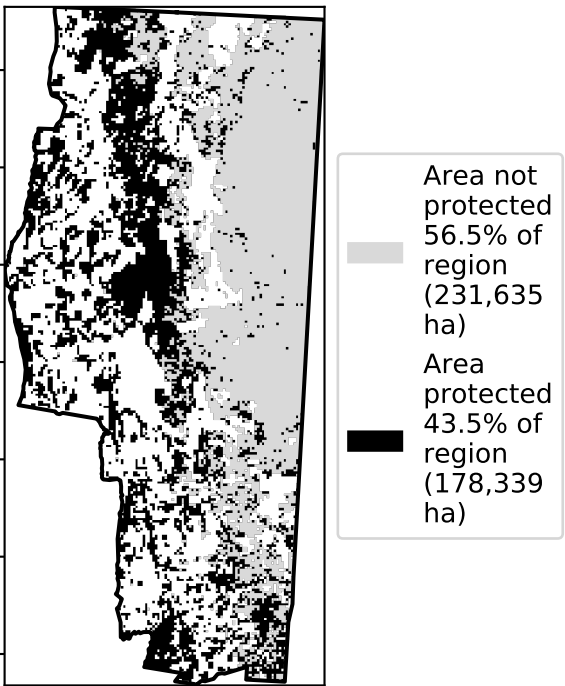 Area not
protected
56.5% of
region
(231,635
ha)
Area
protected
43.5% of
region
(178,339
ha)